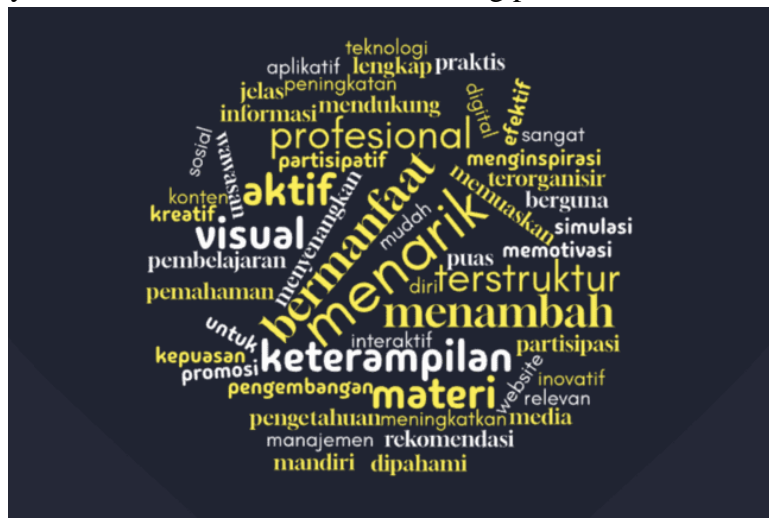 teknologi
aplikatif lengkap praktis
jelas peningkatan
informasi mendukung
digital
efektif
sosial
wawasan
profesional
sangat
partisipatif
menginspirasi
konten
aktif
terorganisir
kreatif
menyenangkan
bermanfaat
mudah
menarik
memuaskan
berguna
visual
simulasi
pembelajaran
puas
memotivasi
pemahaman
diri
terstruktur
menambah
untuk
interaktif
partisipasi
kepuasan
keterampilan
promosi
website
inovatif
pengembangan
materi
relevan
pengetahuan meningkatkan media
manajemen rekomendasi
mandiri dipahami